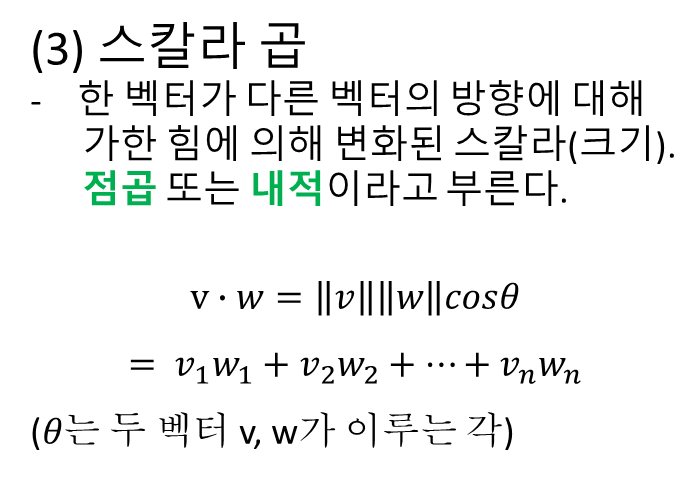 (3) 스칼라 곱
- 한 벡터가 다른 벡터의 방향에 대해
가한 힘에 의해 변화된 스칼라(크기).
점곱 또는 내적이라고 부른다.
v · w = ‖v‖‖w‖cosθ
= v₁w₁ + v₂w₂ + ⋯ + vₙwₙ
(θ는 두 벡터 v, w가 이루는 각)